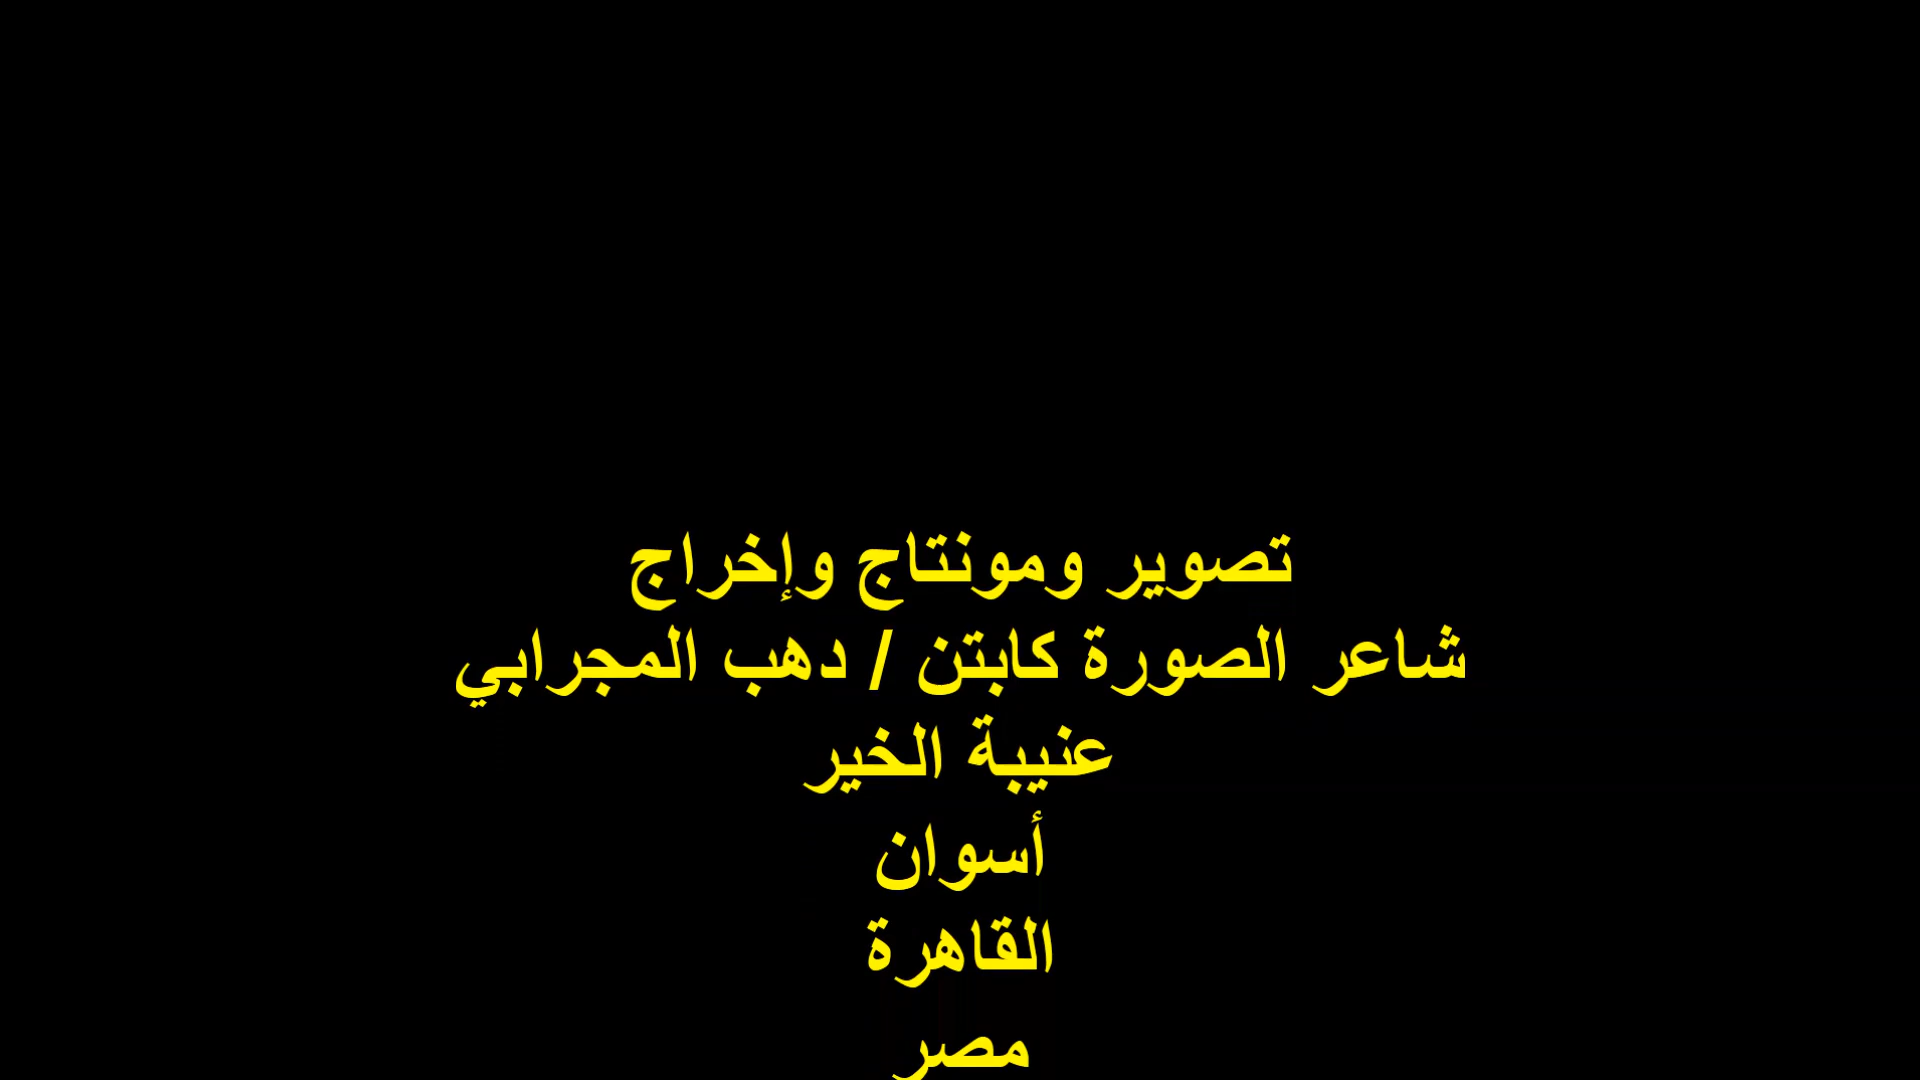 تصوير ومونتاج وإخراج
شاعر الصورة كابتن / دهب المجرابي
عنيبة الخير
أسوان
القاهرة
مصر